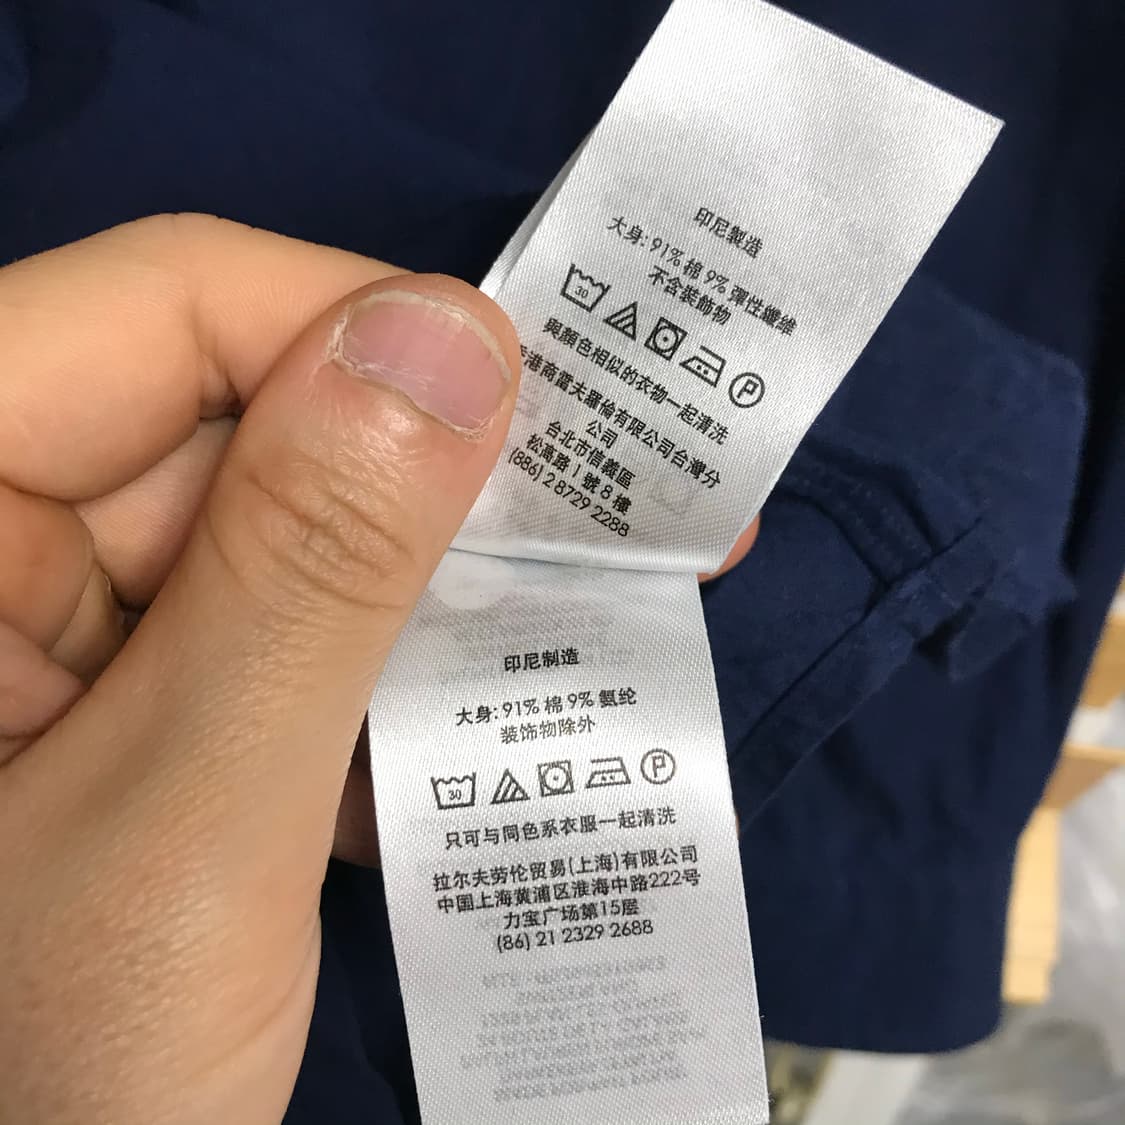 印尼製造
大身: 91% 棉 9% 彈性纖維
不含裝飾物
30
P
與顏色相似的衣物一起清洗
香港商雷夫羅倫有限公司台灣分
公司
台北市信義區
松高路 1 號 8 樓
(886) 2 8729 2288
印尼制造
大身: 91% 棉 9% 氨纶
装饰物除外
30
P
只可与同色系衣服一起清洗
拉尔夫劳伦贸易(上海)有限公司
中国上海黄浦区淮海中路222号
力宝广场第15层
(86) 21 2329 2688